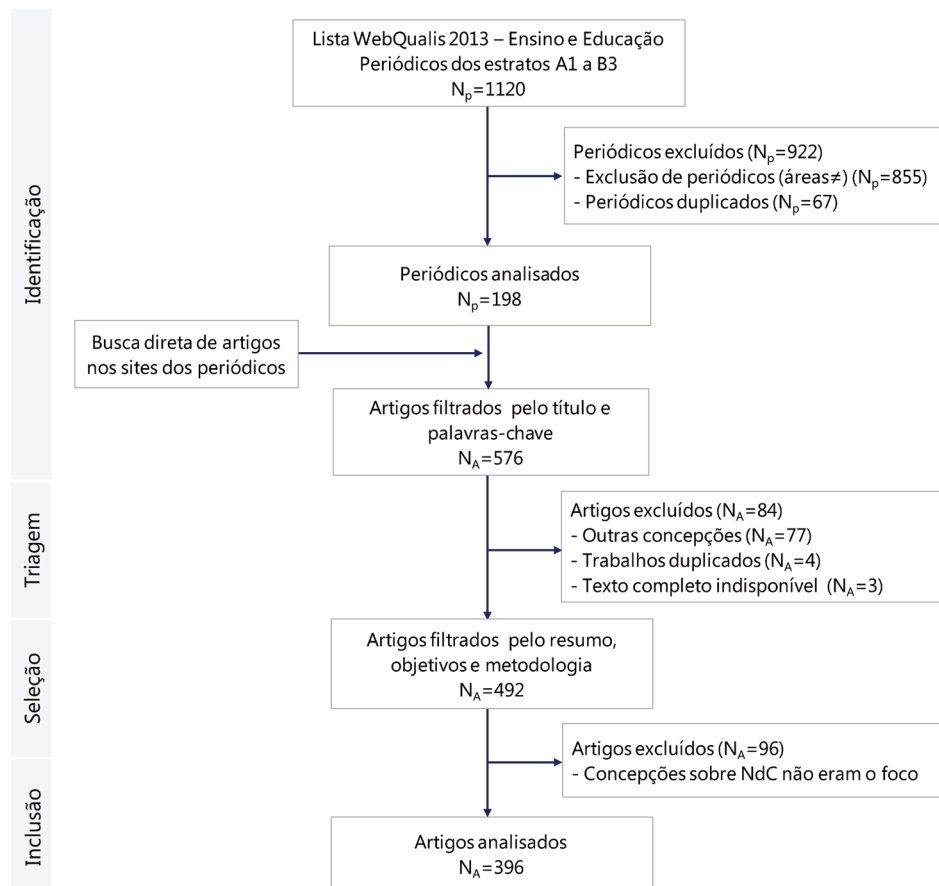 Lista WebQualis 2013 – Ensino e Educação
Periódicos dos estratos A1 a B3
Np=1120
Periódicos excluídos (Np=922)
- Exclusão de periódicos (áreas≠) (Np=855)
- Periódicos duplicados (Np=67)
Identificação
Periódicos analisados
Np=198
Busca direta de artigos
nos sites dos periódicos
Artigos filtrados pelo título e
palavras-chave
NA=576
Triagem
Artigos excluídos (NA=84)
- Outras concepções (NA=77)
- Trabalhos duplicados (NA=4)
- Texto completo indisponível (NA=3)
Seleção
Artigos filtrados pelo resumo,
objetivos e metodologia
NA=492
Artigos excluídos (NA=96)
- Concepções sobre NdC não eram o foco
Inclusão
Artigos analisados
NA=396